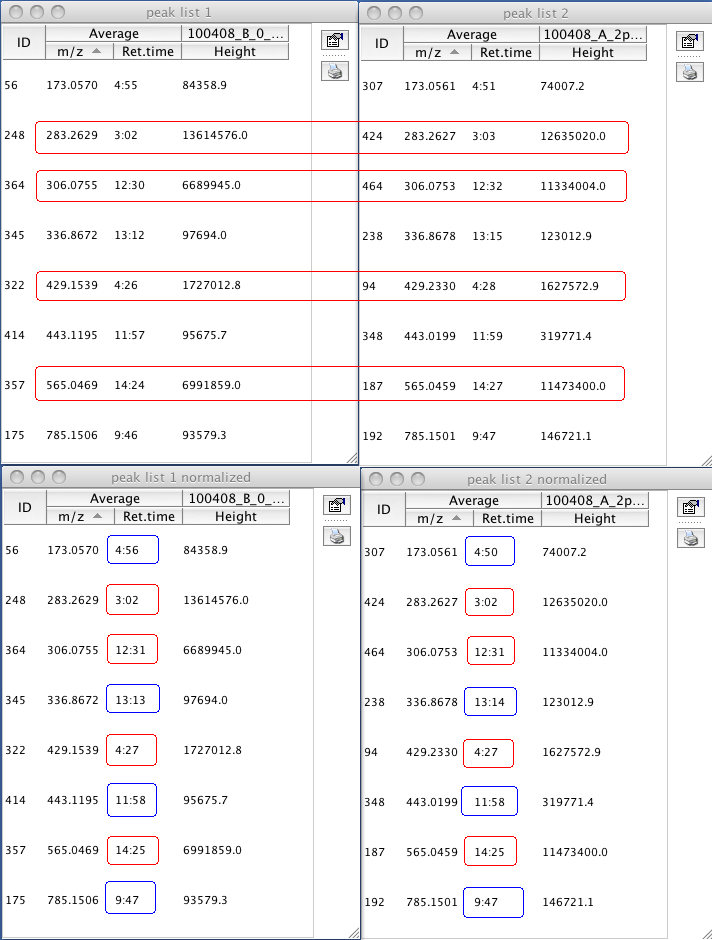 peak list 1
ID Average 100408_B_0_...
m/z Ret.time Height
56 173.0570 4:55 84358.9
248 283.2629 3:02 13614576.0
364 306.0755 12:30 6689945.0
345 336.8672 13:12 97694.0
322 429.1539 4:26 1727012.8
414 443.1195 11:57 95675.7
357 565.0469 14:24 6991859.0
175 785.1506 9:46 93579.3
peak list 2
ID Average 100408_A_2p...
m/z Ret.time Height
307 173.0561 4:51 74007.2
424 283.2627 3:03 12635020.0
464 306.0753 12:32 11334004.0
238 336.8678 13:15 123012.9
94 429.2330 4:28 1627572.9
348 443.0199 11:59 319771.4
187 565.0459 14:27 11473400.0
192 785.1501 9:47 146721.1
peak list 1 normalized
ID Average 100408_B_0_...
m/z Ret.time Height
56 173.0570 4:56 84358.9
248 283.2629 3:02 13614576.0
364 306.0755 12:31 6689945.0
345 336.8672 13:13 97694.0
322 429.1539 4:27 1727012.8
414 443.1195 11:58 95675.7
357 565.0469 14:25 6991859.0
175 785.1506 9:47 93579.3
peak list 2 normalized
ID Average 100408_A_2p...
m/z Ret.time Height
307 173.0561 4:50 74007.2
424 283.2627 3:02 12635020.0
464 306.0753 12:31 11334004.0
238 336.8678 13:14 123012.9
94 429.2330 4:27 1627572.9
348 443.0199 11:58 319771.4
187 565.0459 14:25 11473400.0
192 785.1501 9:47 146721.1